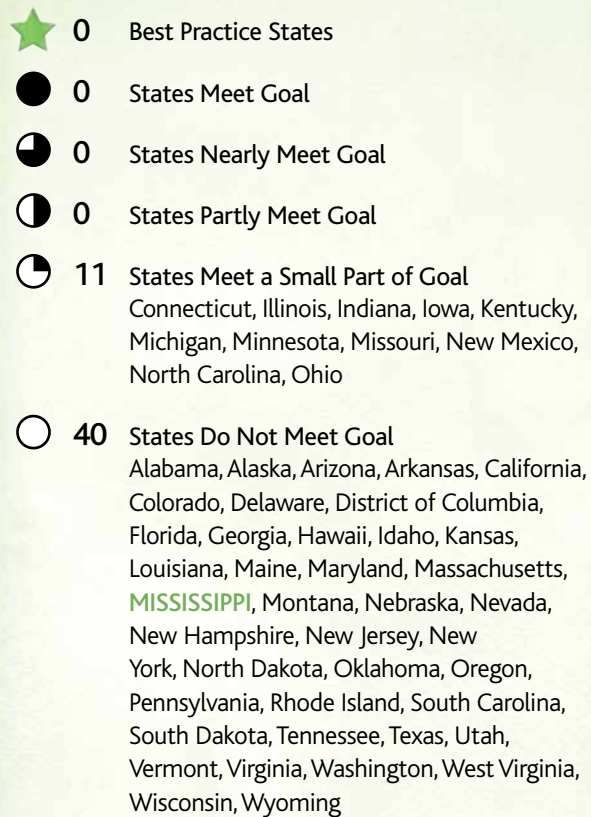 0 Best Practice States
0 States Meet Goal
0 States Nearly Meet Goal
0 States Partly Meet Goal
11 States Meet a Small Part of Goal
Connecticut, Illinois, Indiana, Iowa, Kentucky,
Michigan, Minnesota, Missouri, New Mexico,
North Carolina, Ohio
40 States Do Not Meet Goal
Alabama, Alaska, Arizona, Arkansas, California,
Colorado, Delaware, District of Columbia,
Florida, Georgia, Hawaii, Idaho, Kansas,
Louisiana, Maine, Maryland, Massachusetts,
MISSISSIPPI, Montana, Nebraska, Nevada,
New Hampshire, New Jersey, New
York, North Dakota, Oklahoma, Oregon,
Pennsylvania, Rhode Island, South Carolina,
South Dakota, Tennessee, Texas, Utah,
Vermont, Virginia, Washington, West Virginia,
Wisconsin, Wyoming